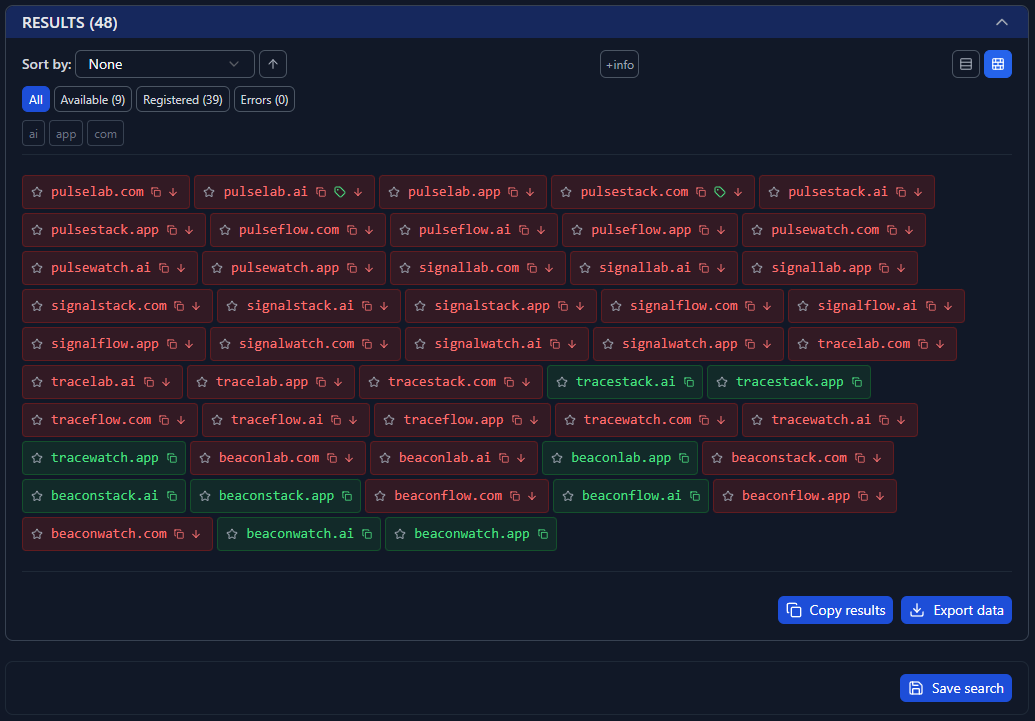 RESULTS (48)
Sort by: None +info
All Available (9) Registered (39) Errors (0)
ai app com
pulselab.com pulselab.ai pulselab.app pulsestack.com pulsestack.ai
pulsestack.app pulseflow.com pulseflow.ai pulseflow.app pulsewatch.com
pulsewatch.ai pulsewatch.app signallab.com signallab.ai signallab.app
signalstack.com signalstack.ai signalstack.app signalflow.com signalflow.ai
signalflow.app signalwatch.com signalwatch.ai signalwatch.app tracelab.com
tracelab.ai tracelab.app tracestack.com tracestack.ai tracestack.app
traceflow.com traceflow.ai traceflow.app tracewatch.com tracewatch.ai
tracewatch.app beaconlab.com beaconlab.ai beaconlab.app beaconstack.com
beaconstack.ai beaconstack.app beaconflow.com beaconflow.ai beaconflow.app
beaconwatch.com beaconwatch.ai beaconwatch.app
Copy results Export data
Save search